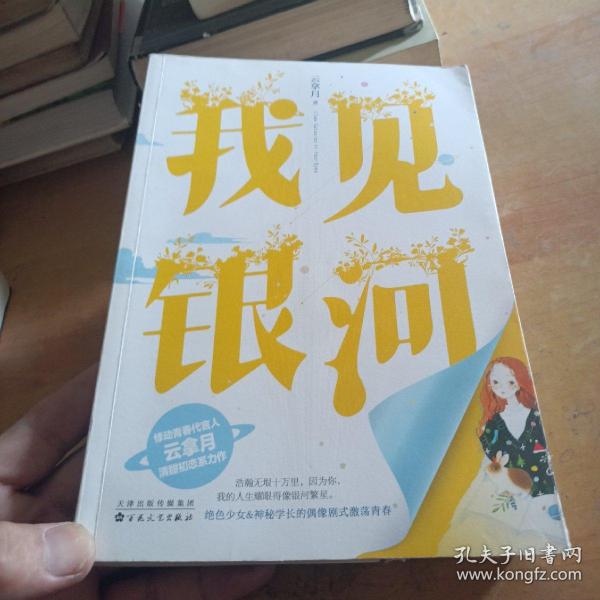 云拿月 著
我见
银河
悸动青春代言人
云拿月
清甜初恋系力作
浩瀚无垠十万里，因为你，
我的人生耀眼得像银河繁星。
绝色少女&神秘学长的偶像剧式激荡青春
天津出版传媒集团
百花文艺出版社
孔夫子旧书网
www.kongfz.com